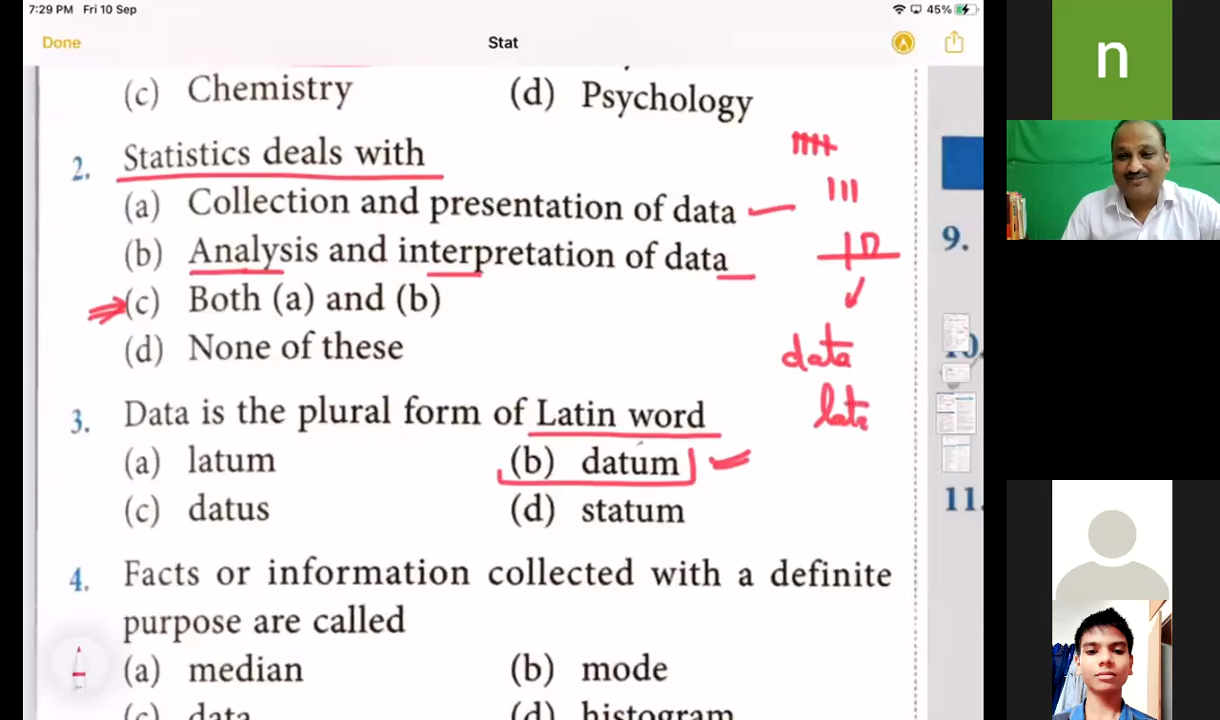 7:29 PM Fri 10 Sep
45%
Done
Stat
(c) Chemistry
(d) Psychology
2. Statistics deals with
(a) Collection and presentation of data
(b) Analysis and interpretation of data
(c) Both (a) and (b)
(d) None of these
data
3. Data is the plural form of Latin word
(a) latum
(b) datum
(c) datus
(d) statum
4. Facts or information collected with a definite
purpose are called
(a) median
(b) mode
(c) data
(d) histogram
9.
10.
11.
n